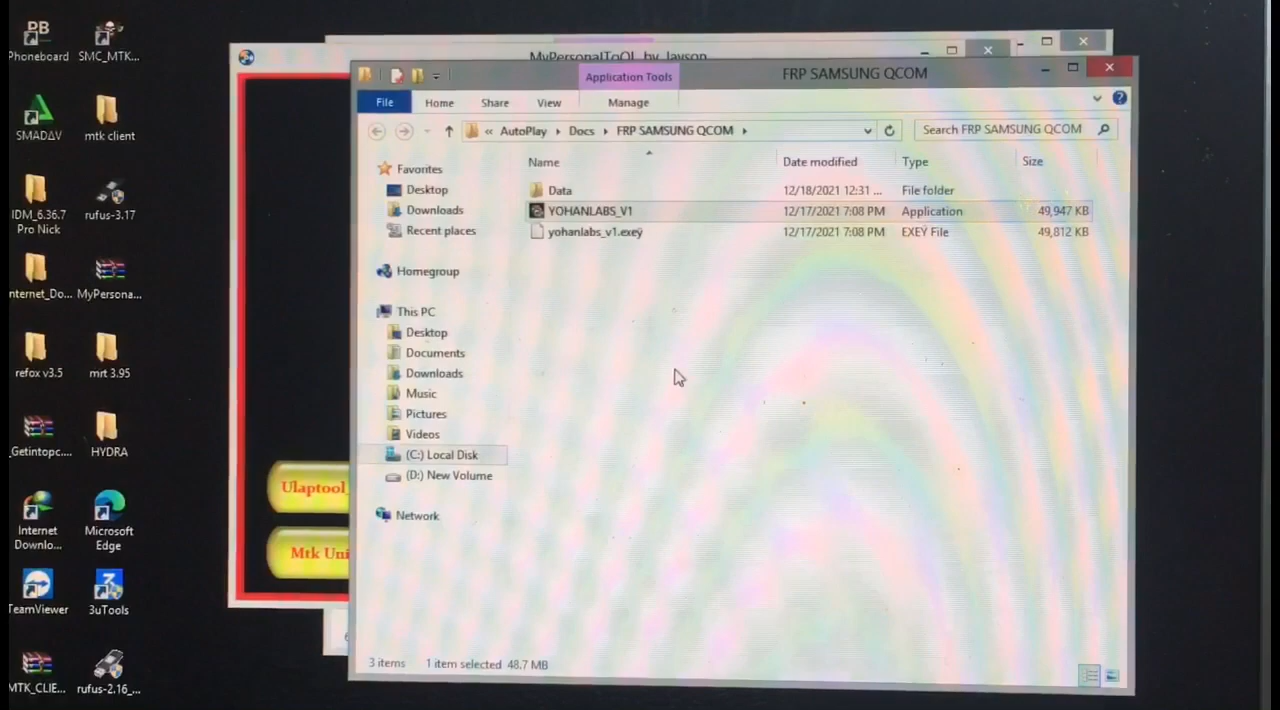 Phoneboard
SMC_MTK...
SMADΔV
mtk client
IDM_6.36.7
Pro Nick
rufus-3.17
nternet_Do...
MyPersona...
refox v3.5
mrt 3.95
_Getintopc....
HYDRA
Internet
Downlo...
Microsoft
Edge
TeamViewer
3uTools
MTK_CLIE...
rufus-2.16_...
MyPersonalToOL by Jayson
Ulaptool_
Mtk Uni
Application Tools
FRP SAMSUNG QCOM
File
Home
Share
View
Manage
« AutoPlay
Docs
FRP SAMSUNG QCOM
Search FRP SAMSUNG QCOM
Favorites
Desktop
Downloads
Recent places
Homegroup
This PC
Desktop
Documents
Downloads
Music
Pictures
Videos
(C:) Local Disk
(D:) New Volume
Network
Name
Date modified
Type
Size
Data
12/18/2021 12:31 ...
File folder
YOHANLABS_V1
12/17/2021 7:08 PM
Application
49,947 KB
yohanlabs_v1.exeÿ
12/17/2021 7:08 PM
EXEŸ File
49,812 KB
3 items
1 item selected 48.7 MB